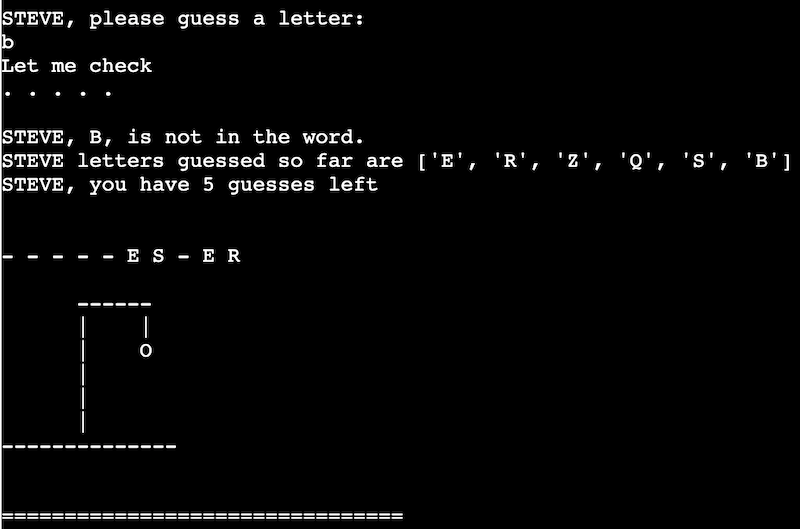 STEVE, please guess a letter:
b
Let me check
. . . . .
STEVE, B, is not in the word.
STEVE letters guessed so far are ['E', 'R', 'Z', 'Q', 'S', 'B']
STEVE, you have 5 guesses left
- - - - - E S - E R
------
|    |
|    O
|
|
|
--------------
================================